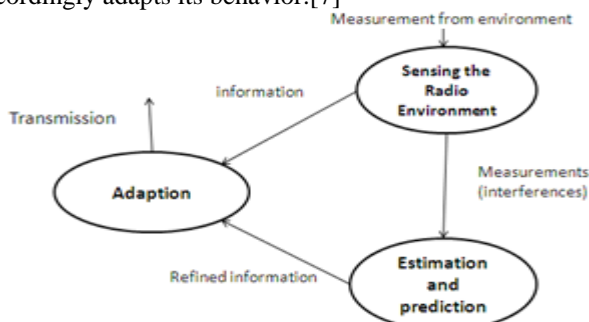 cordingly adapts its behavior.[7]
Measurement from environment
Sensing the
Radio
Environment
information
Transmission
Adaption
Measurements
(interferences)
Refined information
Estimation
and
prediction